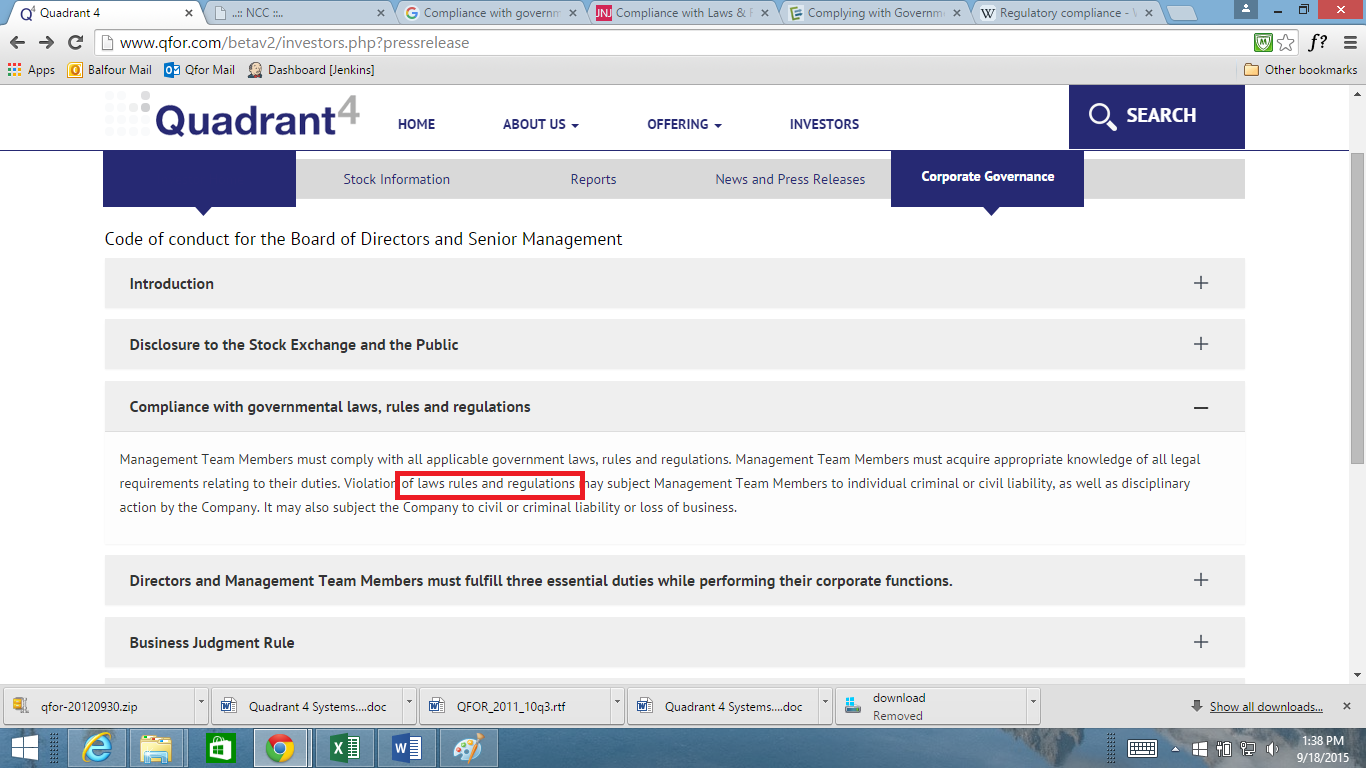 Quadrant 4
..:: NCC ::..
Compliance with governm
JNJ Compliance with Laws & R
Complying with Governme
W Regulatory compliance - W
www.qfor.com/betav2/investors.php?pressrelease
f?
Apps
Balfour Mail
Qfor Mail
Dashboard [Jenkins]
Other bookmarks
Quadrant4
HOME
ABOUT US
OFFERING
INVESTORS
SEARCH
Stock Information
Reports
News and Press Releases
Corporate Governance
Code of conduct for the Board of Directors and Senior Management
Introduction
Disclosure to the Stock Exchange and the Public
Compliance with governmental laws, rules and regulations
Management Team Members must comply with all applicable government laws, rules and regulations. Management Team Members must acquire appropriate knowledge of all legal
requirements relating to their duties. Violation of laws rules and regulations may subject Management Team Members to individual criminal or civil liability, as well as disciplinary
action by the Company. It may also subject the Company to civil or criminal liability or loss of business.
Directors and Management Team Members must fulfill three essential duties while performing their corporate functions.
Business Judgment Rule
qfor-20120930.zip
Quadrant 4 Systems....doc
QFOR_2011_10q3.rtf
Quadrant 4 Systems....doc
download
Removed
Show all downloads...
1:38 PM
9/18/2015